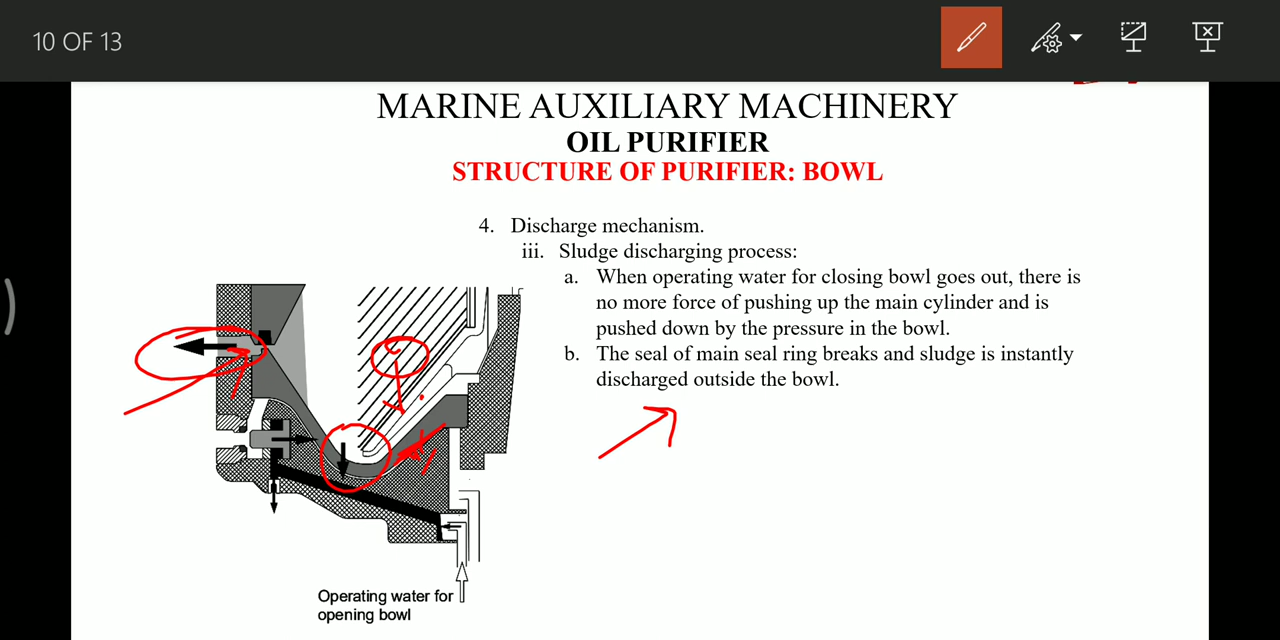 10 OF 13
MARINE AUXILIARY MACHINERY
OIL PURIFIER
STRUCTURE OF PURIFIER: BOWL
4. Discharge mechanism.
iii. Sludge discharging process:
a. When operating water for closing bowl goes out, there is
no more force of pushing up the main cylinder and is
pushed down by the pressure in the bowl.
b. The seal of main seal ring breaks and sludge is instantly
discharged outside the bowl.
Operating water for
opening bowl